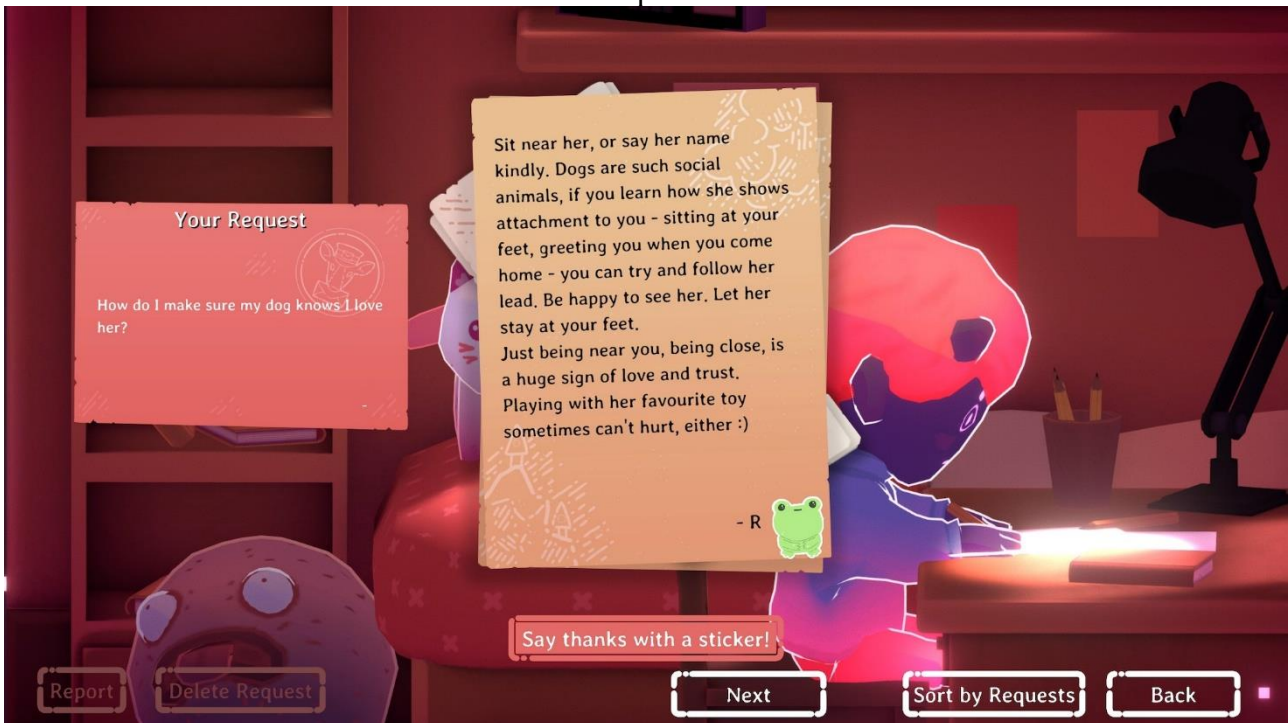 Your Request
How do I make sure my dog knows I love
her?
Sit near her, or say her name
kindly. Dogs are such social
animals, if you learn how she shows
attachment to you - sitting at your
feet, greeting you when you come
home - you can try and follow her
lead. Be happy to see her. Let her
stay at your feet.
Just being near you, being close, is
a huge sign of love and trust.
Playing with her favourite toy
sometimes can't hurt, either :)
- R
Say thanks with a sticker!
Report
Delete Request
Next
Sort by Requests
Back